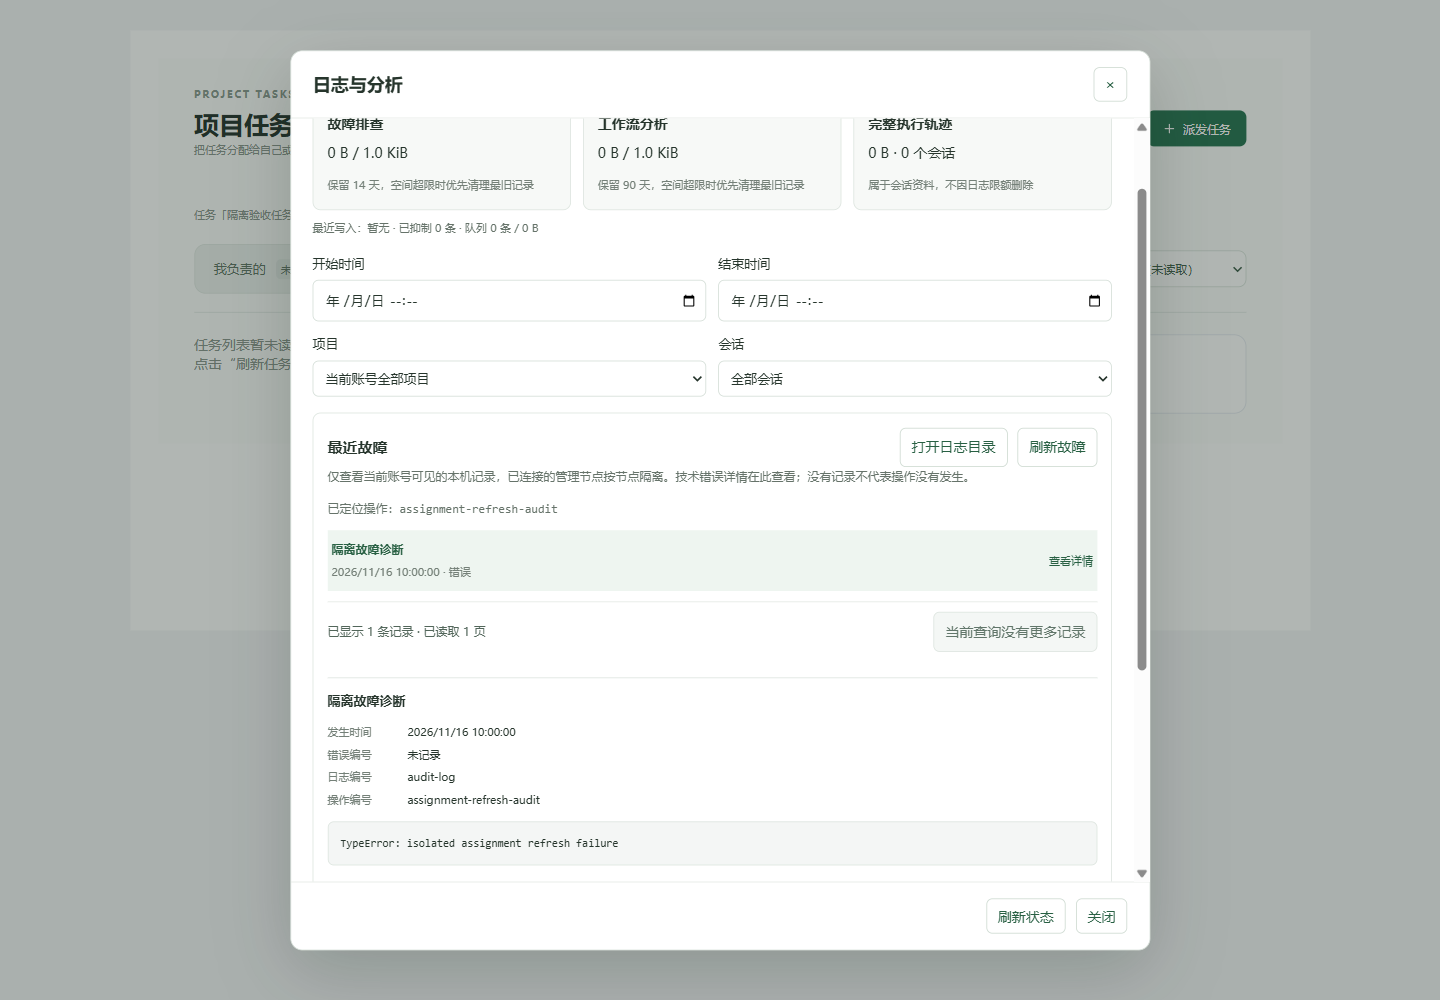 PROJECT TASKS
项目任务
把任务分配给自己或
任务「隔离验收任务
我负责的
任务列表暂未读
点击“刷新任务
日志与分析
×
＋ 派发任务
未读取)
故障排查
0 B / 1.0 KiB
保留 14 天，空间超限时优先清理最旧记录
工作流分析
0 B / 1.0 KiB
保留 90 天，空间超限时优先清理最旧记录
完整执行轨迹
0 B · 0 个会话
属于会话资料，不因日志限额删除
最近写入：暂无 · 已抑制 0 条 · 队列 0 条 / 0 B
开始时间
年 /月/日 --:--
结束时间
年 /月/日 --:--
项目
当前账号全部项目
会话
全部会话
最近故障
打开日志目录
刷新故障
仅查看当前账号可见的本机记录，已连接的管理节点按节点隔离。技术错误详情在此查看；没有记录不代表操作没有发生。
已定位操作：assignment-refresh-audit
隔离故障诊断
2026/11/16 10:00:00 · 错误
查看详情
已显示 1 条记录 · 已读取 1 页
当前查询没有更多记录
隔离故障诊断
发生时间 2026/11/16 10:00:00
错误编号 未记录
日志编号 audit-log
操作编号 assignment-refresh-audit
TypeError: isolated assignment refresh failure
刷新状态
关闭